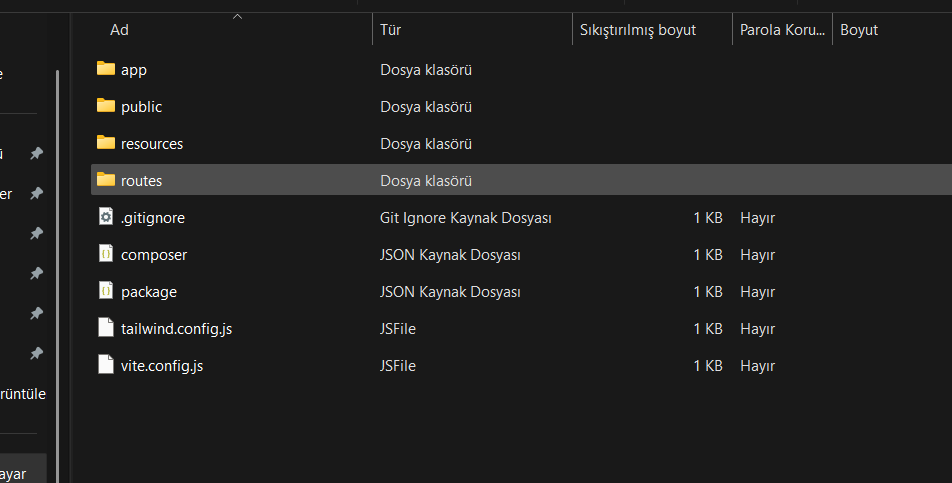 Ad Tür Sıkıştırılmış boyut Parola Koru... Boyut
app Dosya klasörü
public Dosya klasörü
resources Dosya klasörü
routes Dosya klasörü
.gitignore Git Ignore Kaynak Dosyası 1 KB Hayır
composer JSON Kaynak Dosyası 1 KB Hayır
package JSON Kaynak Dosyası 1 KB Hayır
tailwind.config.js JSFile 1 KB Hayır
vite.config.js JSFile 1 KB Hayır
e
ü
er
rüntüle
ayar